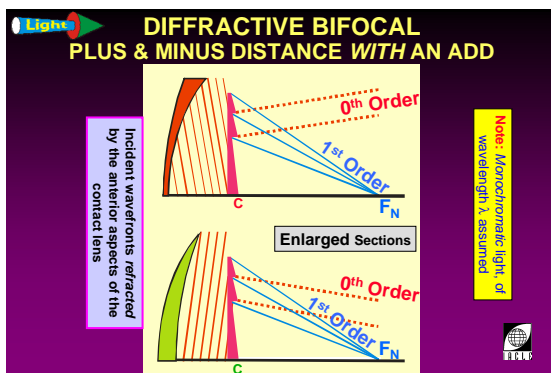 Light
DIFFRACTIVE BIFOCAL
PLUS & MINUS DISTANCE WITH AN ADD
Incident wavefronts refracted
by the anterior aspects of the
contact lens
0th Order
1st Order
C
FN
Enlarged Sections
0th Order
1st Order
FN
C
Note: Monochromatic light, of
wavelength λ assumed
IACLE